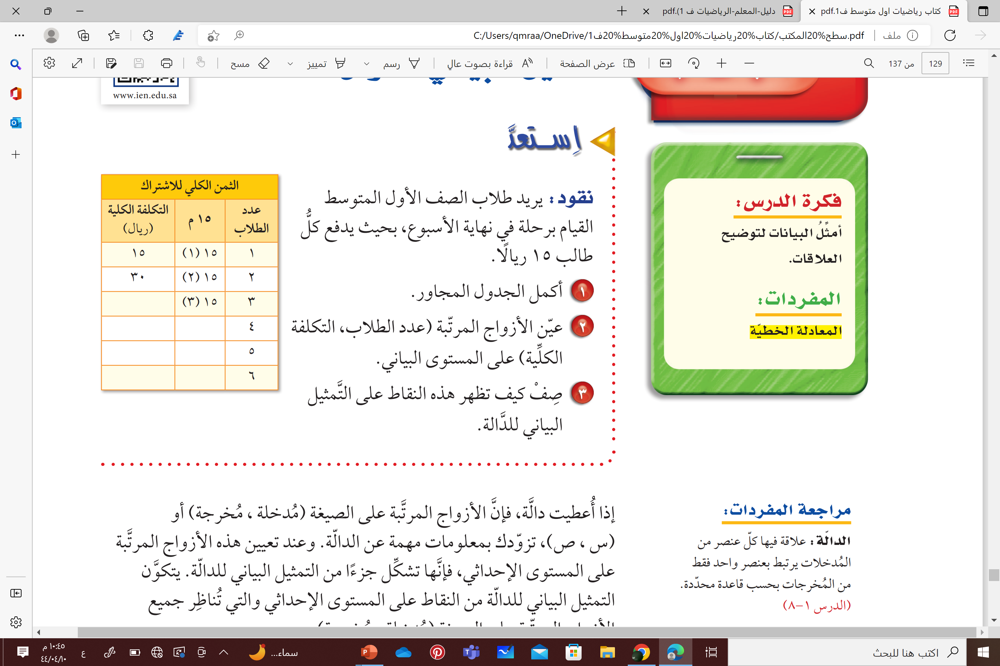 كتاب رياضيات اول متوسط ف1.pdf
دليل-المعلم-الرياضيات ف 1).pdf
ملف
C:/Users/qmraa/OneDrive/سطح%20المكتب/كتاب%20رياضيات%20اول%20متوسط%20ف1.pdf
129
من 137
عرض الصفحة
قراءة بصوت عالٍ
رسم
تمييز
مسح
www.ien.edu.sa
اِستَعدَّ
فكرة الدرس:
أمثِّلُ البيانات لتوضيح
العلاقات.
المفردات:
المعادلة الخطيّة
نقود: يريد طلاب الصف الأول المتوسط
القيام برحلة في نهاية الأسبوع، بحيث يدفع كلُّ
طالب ١٥ ريالًا.
١ أكمل الجدول المجاور.
٢ عيّن الأزواج المرتّبة (عدد الطلاب، التكلفة
الكلِّية) على المستوى البياني.
٣ صِفْ كيف تظهر هذه النقاط على التَّمثيل
البياني للدَّالة.
الثمن الكلي للاشتراك
عدد الطلاب	١٥ م	التكلفة الكلية (ريال)
١	١٥ (١)	١٥
٢	١٥ (٢)	٣٠
٣	١٥ (٣)
٤
٥
٦
مراجعة المفردات:
الدالّة: علاقة فيها كلّ عنصر من
المُدخلات يرتبط بعنصر واحد فقط
من المُخرجات بحسب قاعدة محدّدة.
(الدرس ١-٨)
إذا أُعطيت دالَّة، فإنَّ الأزواج المرتَّبة على الصيغة (مُدخلة ، مُخرجة) أو
(س ، ص)، تزوّدك بمعلومات مهمة عن الدالّة. وعند تعيين هذه الأزواج المرتَّبة
على المستوى الإحداثي، فإنَّها تشكِّل جزءًا من التمثيل البياني للدالّة. يتكوَّن
التمثيل البياني للدالّة من النقاط على المستوى الإحداثي والتي تُناظِر جميع
اكتب هنا للبحث
سماء...
ع
١٠:٤٥ م
٤٤/٠٤/١٠